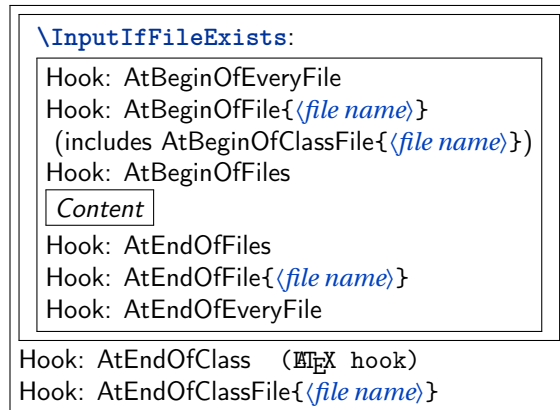 \InputIfFileExists:
Hook: AtBeginOfEveryFile
Hook: AtBeginOfFile{⟨file name⟩}
(includes AtBeginOfClassFile{⟨file name⟩})
Hook: AtBeginOfFiles
Content
Hook: AtEndOfFiles
Hook: AtEndOfFile{⟨file name⟩}
Hook: AtEndOfEveryFile
Hook: AtEndOfClass (LATEX hook)
Hook: AtEndOfClassFile{⟨file name⟩}